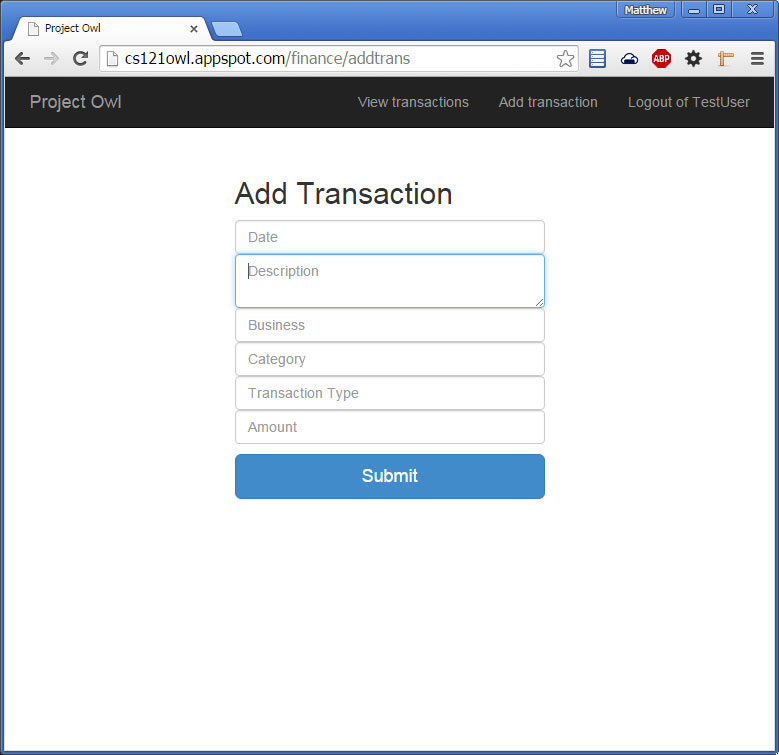 Matthew
Project Owl
cs121owl.appspot.com/finance/addtrans
ABP
Project Owl View transactions Add transaction Logout of TestUser
Add Transaction
Date
Description
Business
Category
Transaction Type
Amount
Submit